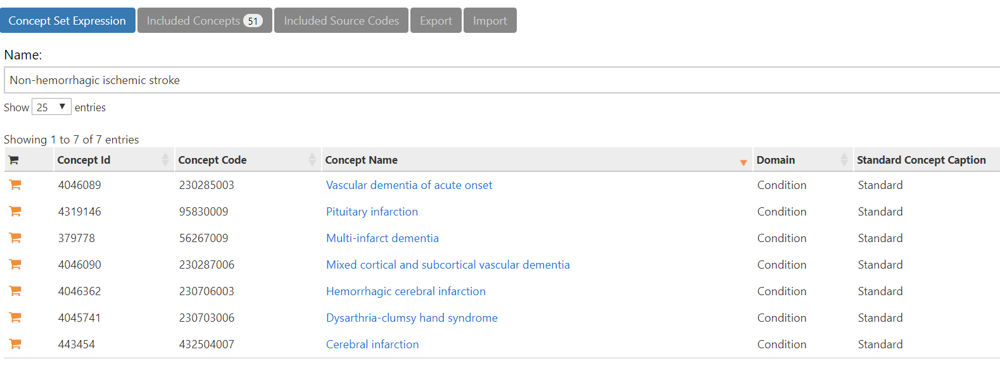 Concept Set Expression Included Concepts 51 Included Source Codes Export Import
Name:
Non-hemorrhagic ischemic stroke
Show 25 entries
Showing 1 to 7 of 7 entries
Concept Id Concept Code Concept Name Domain Standard Concept Caption
4046089 230285003 Vascular dementia of acute onset Condition Standard
4319146 95830009 Pituitary infarction Condition Standard
379778 56267009 Multi-infarct dementia Condition Standard
4046090 230287006 Mixed cortical and subcortical vascular dementia Condition Standard
4046362 230706003 Hemorrhagic cerebral infarction Condition Standard
4045741 230703006 Dysarthria-clumsy hand syndrome Condition Standard
443454 432504007 Cerebral infarction Condition Standard